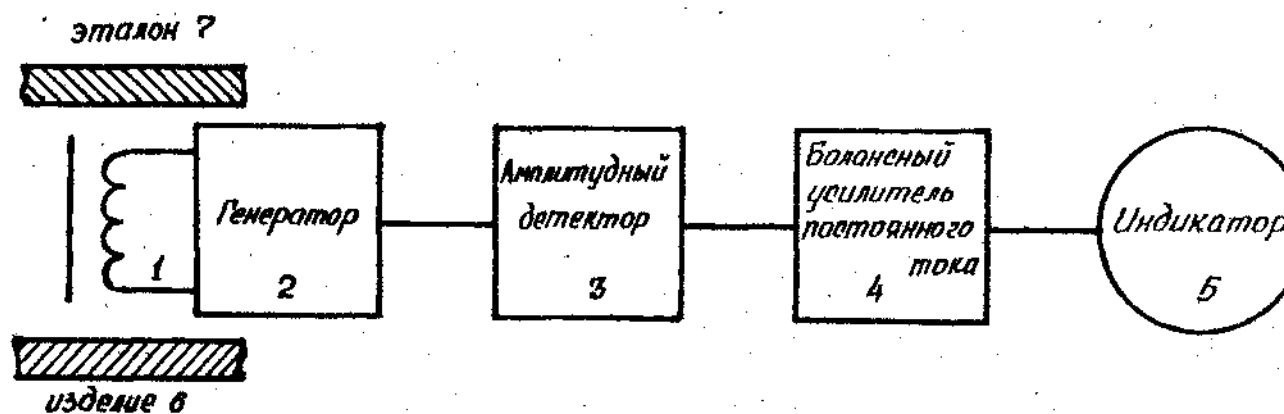 эталон 7
1
Генератор
2
Амплитудный
детектор
3
Балансный
усилитель
постоянного
тока
4
Индикатор
5
изделие 6